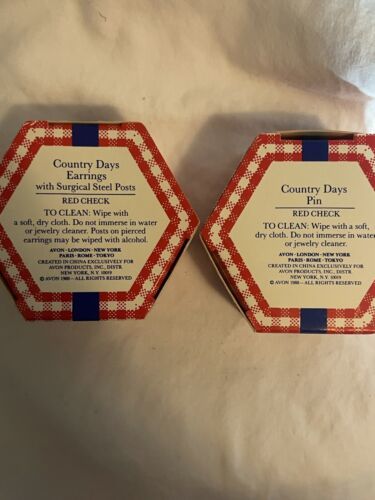 Country Days
Earrings
with Surgical Steel Posts
RED CHECK
TO CLEAN: Wipe with
a soft, dry cloth. Do not immerse in water
or jewelry cleaner. Posts on pierced
earrings may be wiped with alcohol.
AVON · LONDON · NEW YORK
PARIS · ROME · TOKYO
CREATED IN CHINA EXCLUSIVELY FOR
AVON PRODUCTS, INC., DISTR.
NEW YORK, N.Y. 10019
© AVON 1988—ALL RIGHTS RESERVED
Country Days
Pin
RED CHECK
TO CLEAN: Wipe with a soft,
dry cloth. Do not immerse in water
or jewelry cleaner.
AVON · LONDON · NEW YORK
PARIS · ROME · TOKYO
CREATED IN CHINA EXCLUSIVELY FOR
AVON PRODUCTS, INC., DISTR.
NEW YORK, N.Y. 10019
© AVON 1988—ALL RIGHTS RESERVED